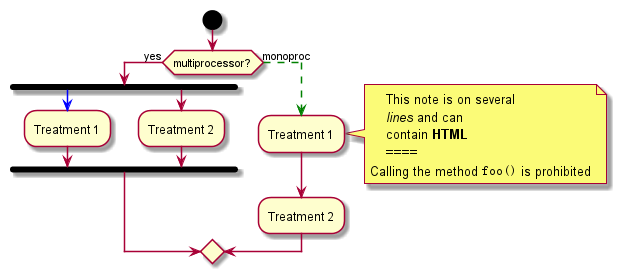 yes
multiprocessor?
monoproc
Treatment 1
Treatment 2
Treatment 1
This note is on several
lines and can
contain HTML
====
Calling the method foo() is prohibited
Treatment 2